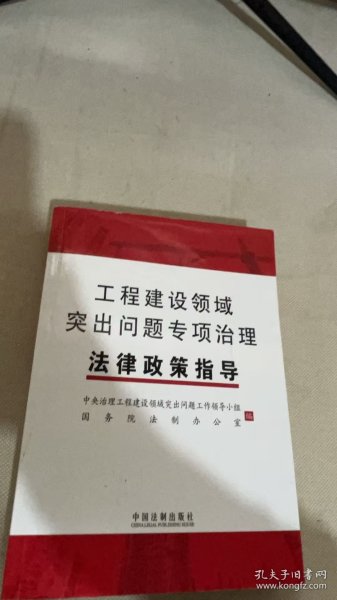 工程建设领域
突出问题专项治理
法律政策指导
中央治理工程建设领域突出问题工作领导小组
国务院法制办公室
编
中国法制出版社
CHINA LEGAL PUBLISHING HOUSE
孔夫子旧书网